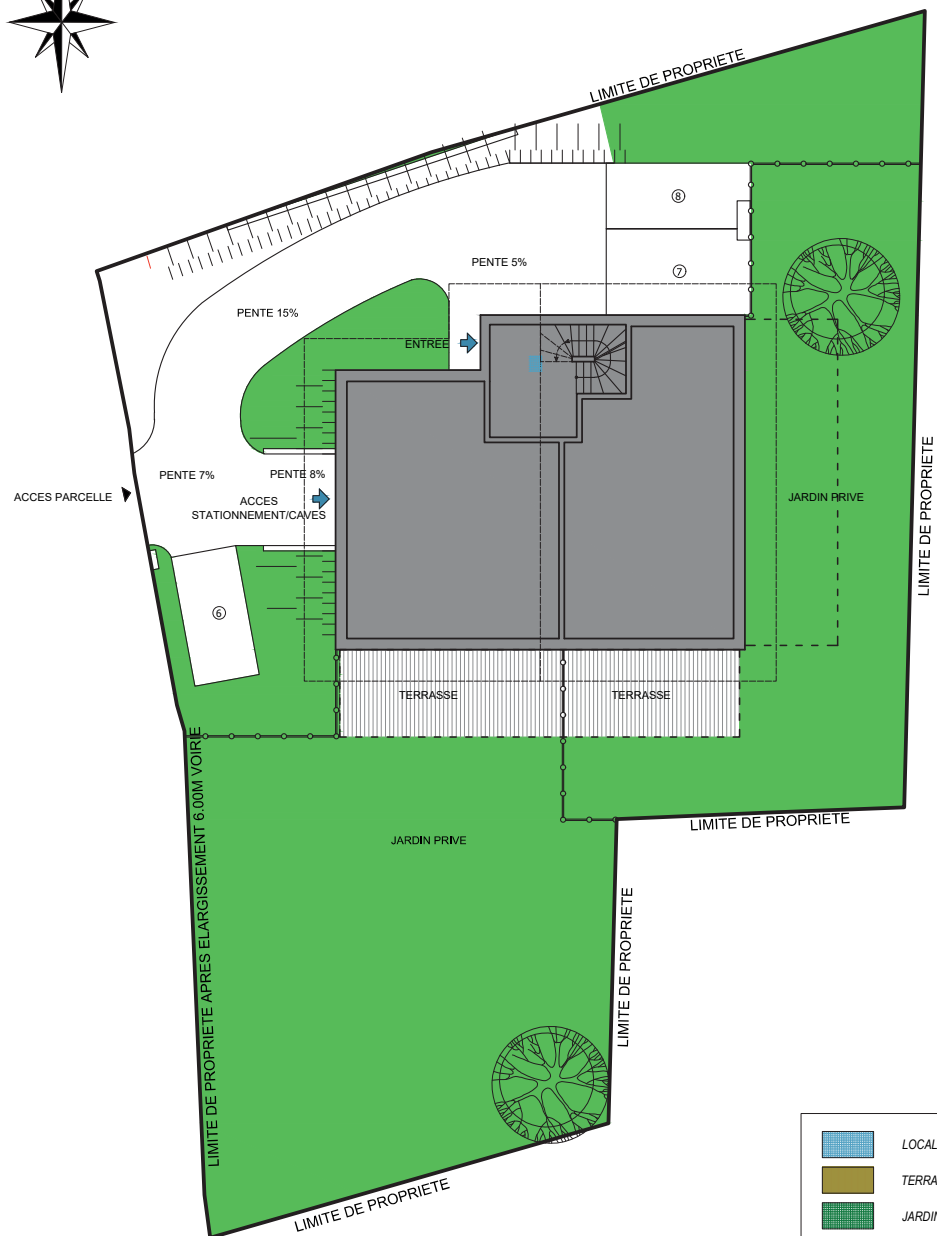 LIMITE DE PROPRIETE
⑧
PENTE 5%
⑦
PENTE 15%
ENTREE
LIMITE DE PROPRIETE
PENTE 7%
PENTE 8%
ACCES PARCELLE
ACCES
STATIONNEMENT/CAVES
JARDIN PRIVE
⑥
TERRASSE
TERRASSE
LIMITE DE PROPRIETE APRES ELARGISSEMENT 6.00M VOIRIE
LIMITE DE PROPRIETE
JARDIN PRIVE
LIMITE DE PROPRIETE
LIMITE DE PROPRIETE
LOCAL
TERRA
JARDIN